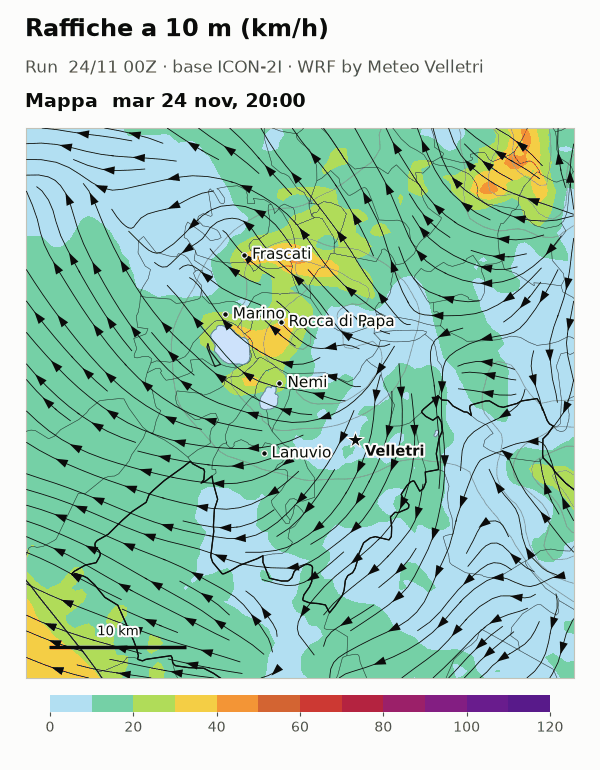 Raffiche a 10 m (km/h)
Run  24/11 00Z · base ICON-2I · WRF by Meteo Velletri
Mappa  mar 24 nov, 20:00
Frascati
Marino
Rocca di Papa
Nemi
Velletri
Lanuvio
10 km
0 20 40 60 80 100 120